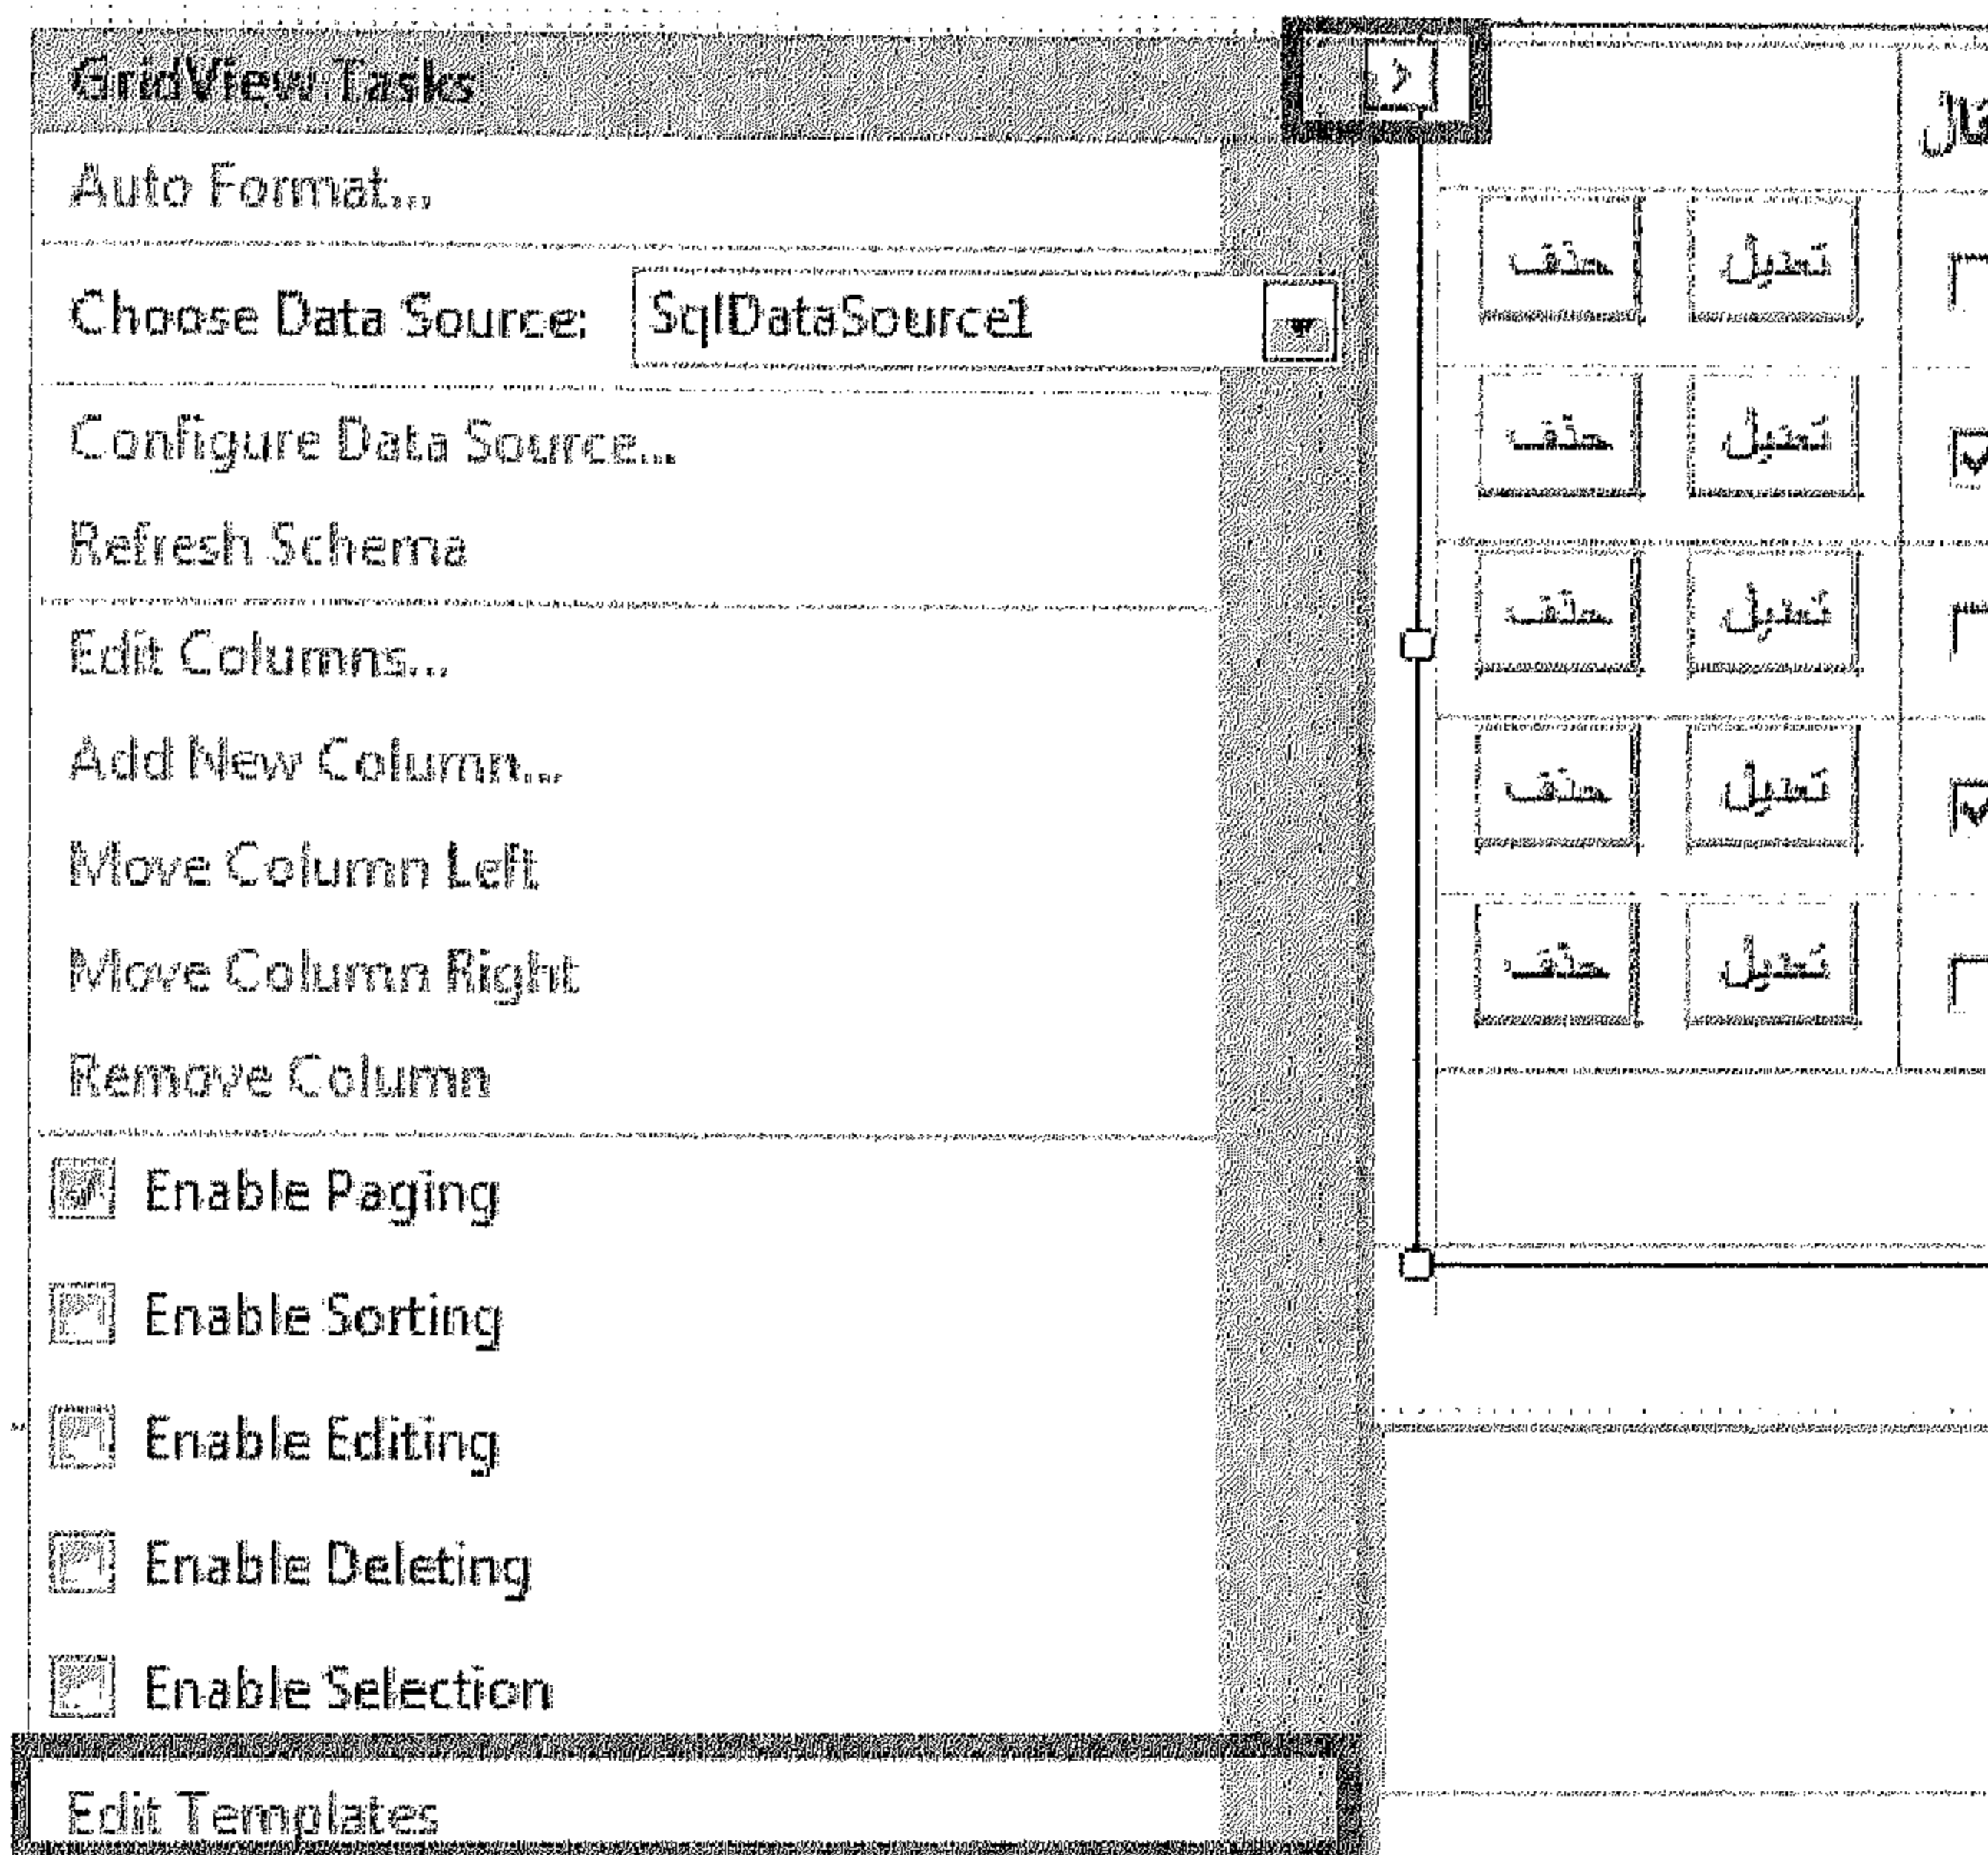 GridView Tasks
Auto Format...
Choose Data Source: SqlDataSource1
Configure Data Source...
Refresh Schema
Edit Columns...
Add New Column...
Move Column Left
Move Column Right
Remove Column
Enable Paging
Enable Sorting
Enable Editing
Enable Deleting
Enable Selection
Edit Templates
تعديل حذف
تعديل حذف
تعديل حذف
تعديل حذف
تعديل حذف